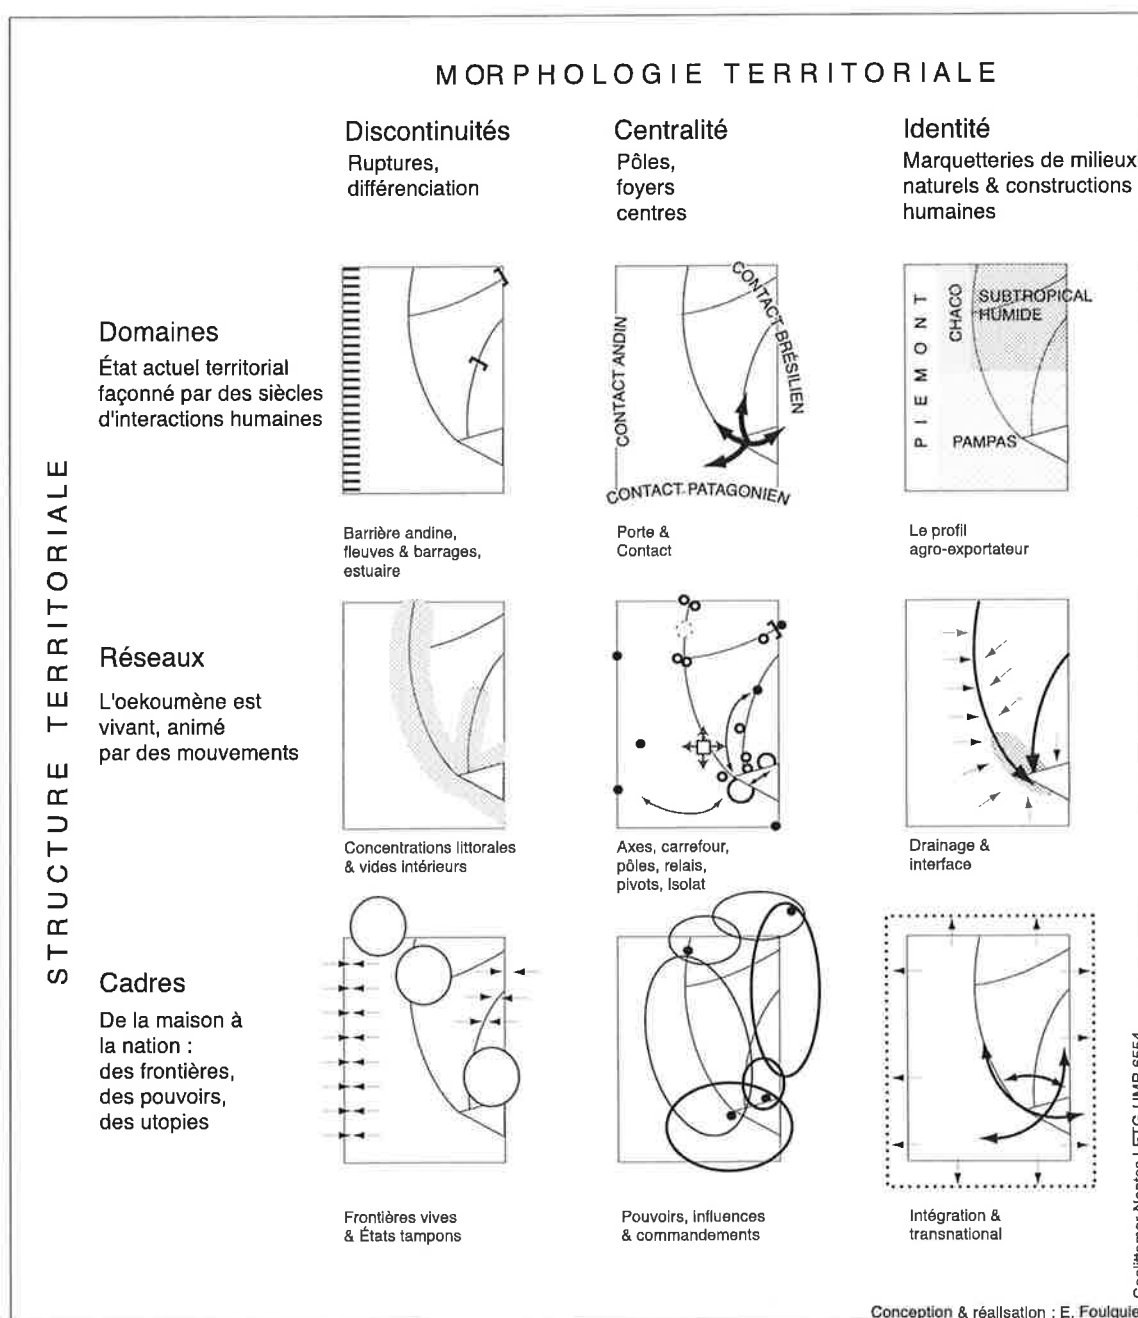 MORPHOLOGIE TERRITORIALE
Discontinuités
Ruptures,
différenciation
Centralité
Pôles,
foyers
centres
Identité
Marquetteries de milieux
naturels & constructions
humaines
STRUCTURE TERRITORIALE
Domaines
État actuel territorial
façonné par des siècles
d'interactions humaines
CONTACT ANDIN
CONTACT BRÉSILIEN
CONTACT PATAGONIEN
PIEMONT
CHACO
SUBTROPICAL
HUMIDE
PAMPAS
Barrière andine,
fleuves & barrages,
estuaire
Porte &
Contact
Le profil
agro-exportateur
Réseaux
L'oekoumène est
vivant, animé
par des mouvements
Concentrations littorales
& vides intérieurs
Axes, carrefour,
pôles, relais,
pivots, Isolat
Drainage &
interface
Cadres
De la maison à
la nation :
des frontières,
des pouvoirs,
des utopies
Frontières vives
& États tampons
Pouvoirs, influences
& commandements
Intégration &
transnational
Nantes LETG UMR 6554
Conception & réalisation : E. Foulquie